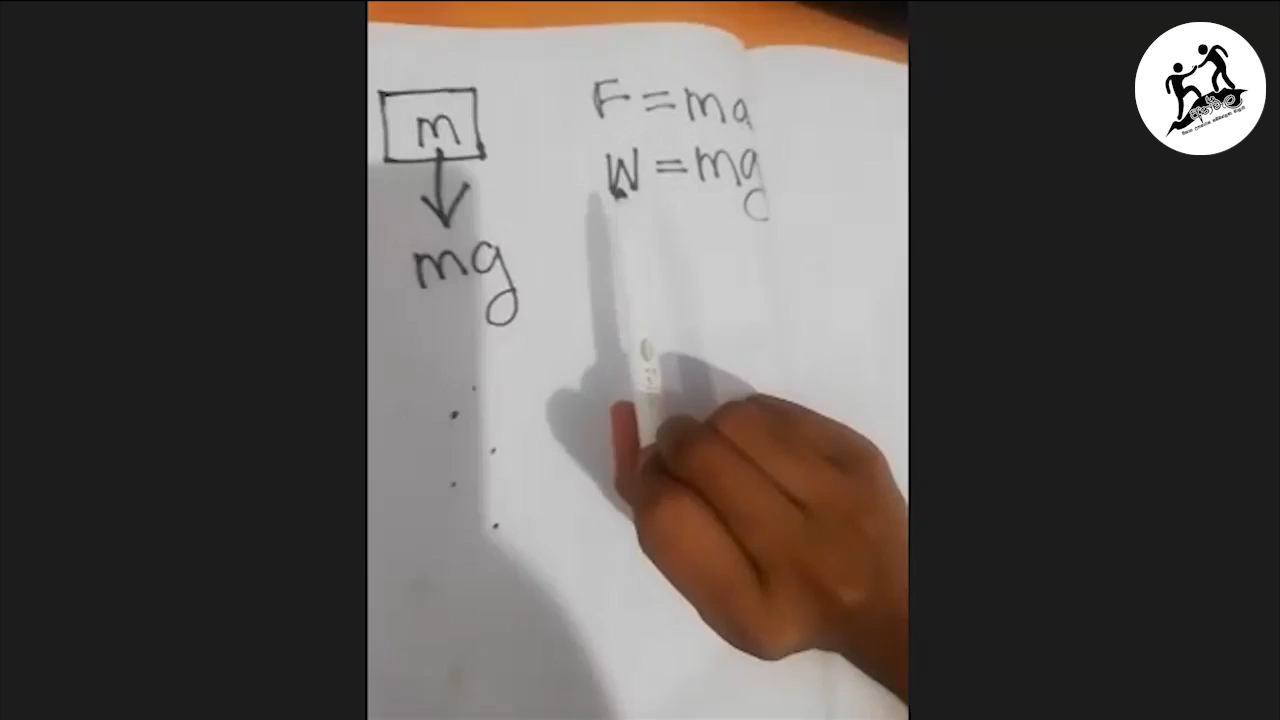 m
mg
F = ma
W = mg